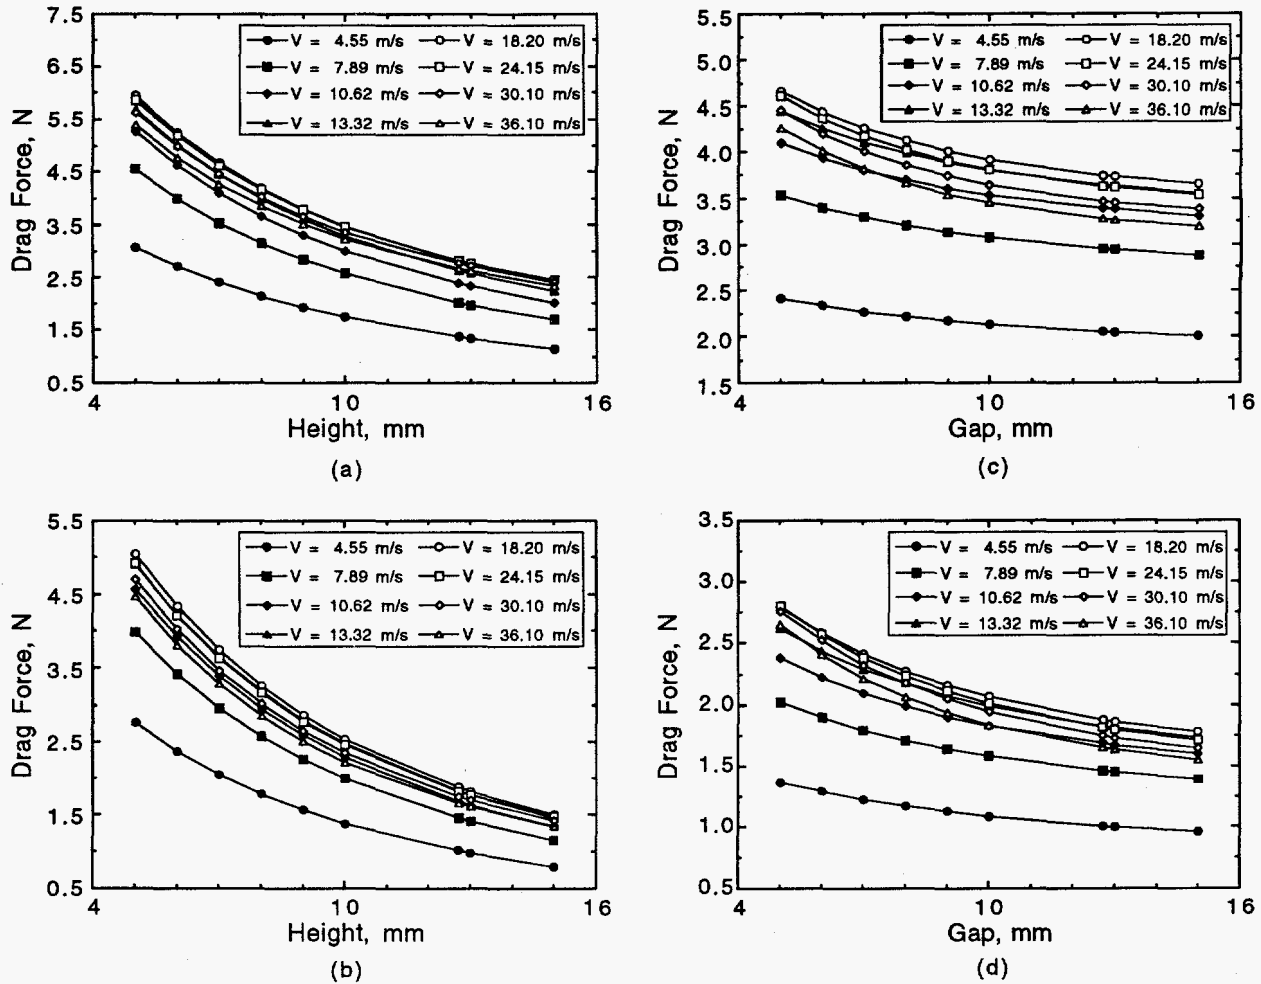 7.5
6.5
5.5
4.5
3.5
2.5
1.5
0.5
Drag Force, N
V = 4.55 m/s
V = 18.20 m/s
V = 7.89 m/s
V = 24.15 m/s
V = 10.62 m/s
V = 30.10 m/s
V = 13.32 m/s
V = 36.10 m/s
4
10
16
Height, mm
(a)
5.5
5.0
4.5
4.0
3.5
3.0
2.5
2.0
1.5
Drag Force, N
V = 4.55 m/s
V = 18.20 m/s
V = 7.89 m/s
V = 24.15 m/s
V = 10.62 m/s
V = 30.10 m/s
V = 13.32 m/s
V = 36.10 m/s
4
10
16
Gap, mm
(c)
5.5
4.5
3.5
2.5
1.5
0.5
Drag Force, N
V = 4.55 m/s
V = 18.20 m/s
V = 7.89 m/s
V = 24.15 m/s
V = 10.62 m/s
V = 30.10 m/s
V = 13.32 m/s
V = 36.10 m/s
4
10
16
Height, mm
(b)
3.5
3.0
2.5
2.0
1.5
1.0
0.5
Drag Force, N
V = 4.55 m/s
V = 18.20 m/s
V = 7.89 m/s
V = 24.15 m/s
V = 10.62 m/s
V = 30.10 m/s
V = 13.32 m/s
V = 36.10 m/s
4
10
16
Gap, mm
(d)